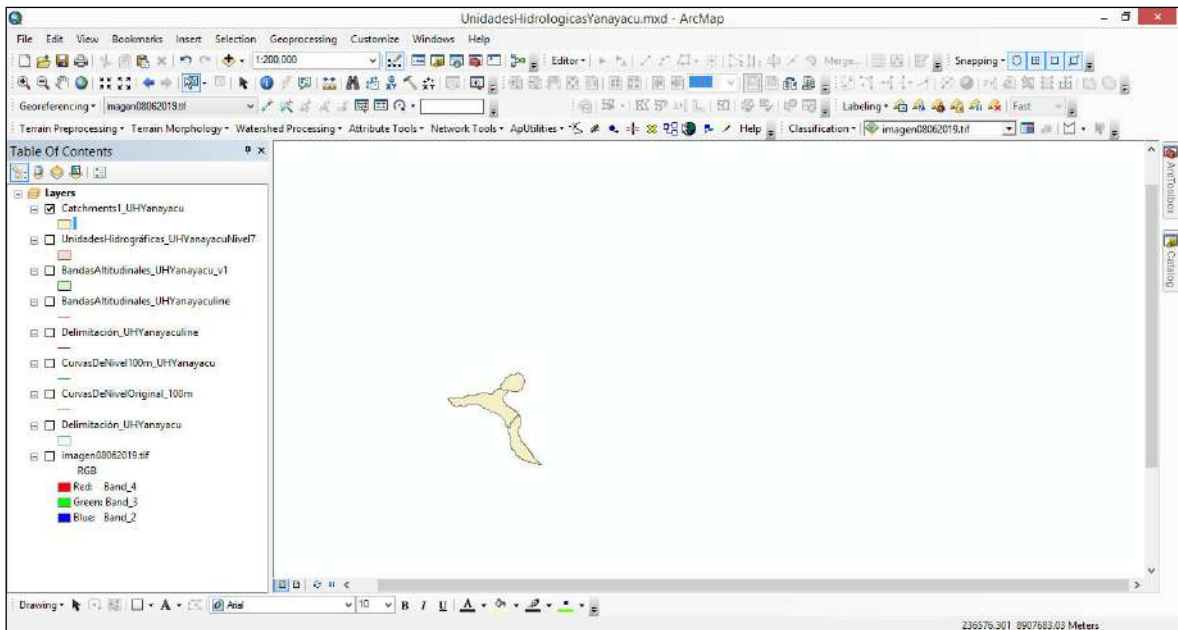 UnidadesHidrologicasYanayacu.mxd - ArcMap
File Edit View Bookmarks Insert Selection Geoprocessing Customize Windows Help
1:200,000 Editor Merge... Snapping
Georeferencing imagen08062019.tif Labeling Fast
Terrain Preprocessing Terrain Morphology Watershed Processing Attribute Tools Network Tools ApUtilities Help Classification imagen08062019.tif
Table Of Contents
Layers
Catchments1_UHYanayacu
UnidadesHidrográficas_UHYanayacuNivel7
BandasAltitudinales_UHYanayacu_v1
BandasAltitudinales_UHYanayaculine
Delimitación_UHYanayaculine
CurvasDeNivel100m_UHYanayacu
CurvasDeNivelOriginal_100m
Delimitación_UHYanayacu
imagen08062019.tif
RGB
Red: Band_4
Green: Band_3
Blue: Band_2
ArcToolbox
Catalog
Drawing A Arial 10 B I U A
236576.301 8907683.03 Meters